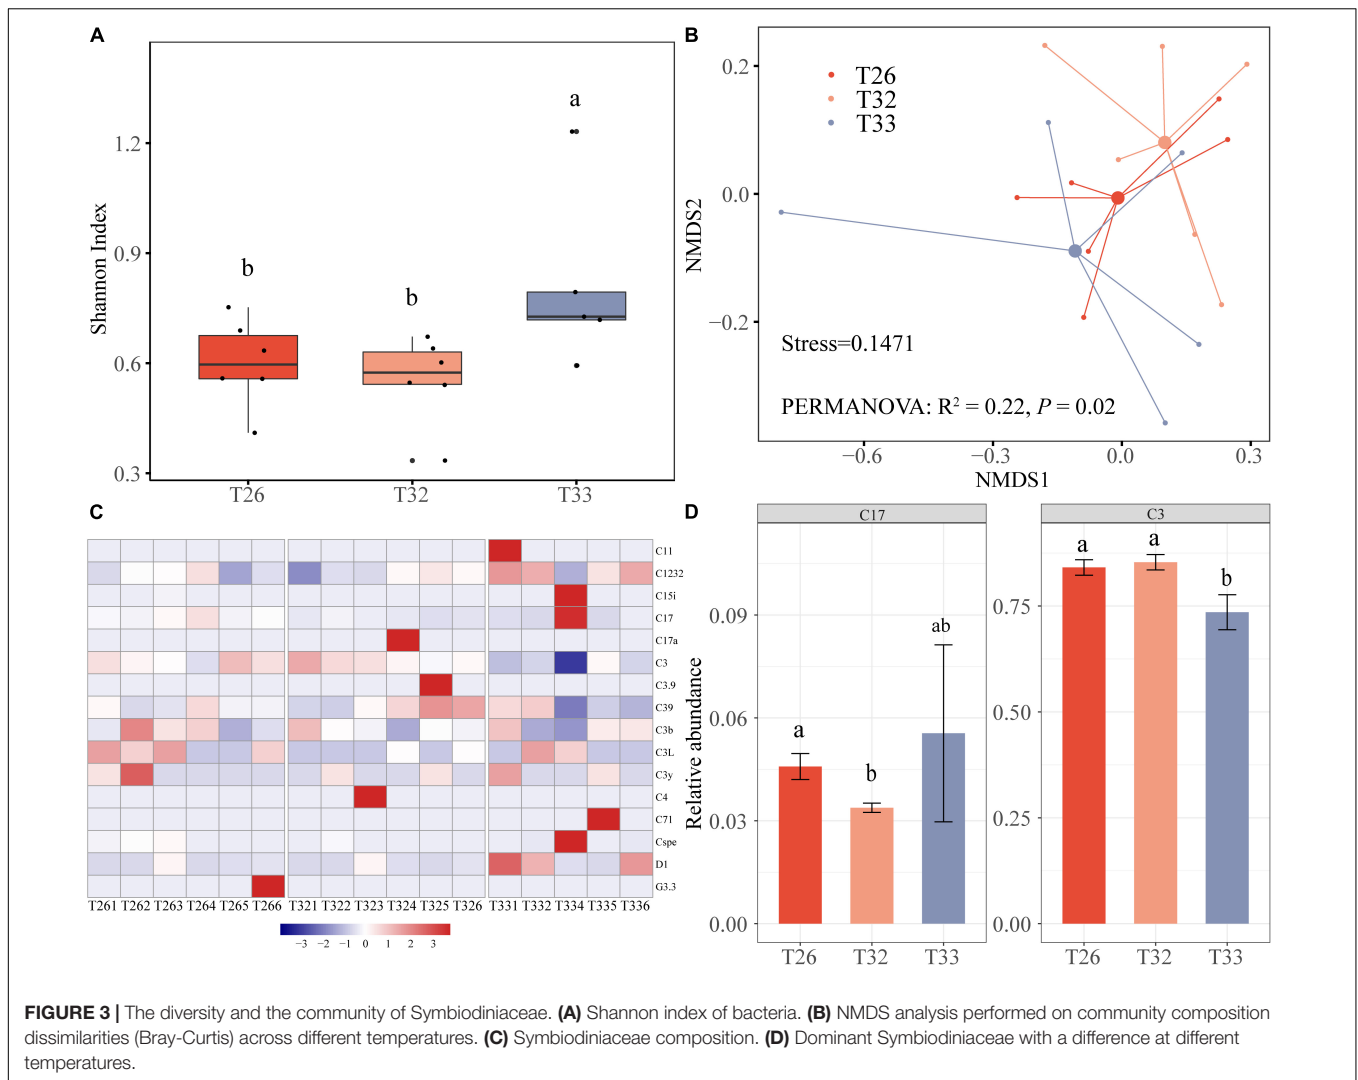 A
Shannon Index
1.2
0.9
0.6
0.3
a
b
b
T26 T32 T33
B
NMDS2
0.2
0.0
−0.2
T26
T32
T33
Stress=0.1471
PERMANOVA: R² = 0.22, P = 0.02
−0.6 −0.3 0.0 0.3
NMDS1
C
C11
C1232
C15i
C17
C17a
C3
C3.9
C39
C3b
C3L
C3y
C4
C71
Cspe
D1
G3.3
T261 T262 T263 T264 T265 T266 T321 T322 T323 T324 T325 T326 T331 T332 T334 T335 T336
−3 −2 −1 0 1 2 3
D
Relative abundance
C17
0.09
0.06
0.03
0.00
a
b
ab
T26 T32 T33
C3
0.75
0.50
0.25
0.00
a
a
b
T26 T32 T33
FIGURE 3 | The diversity and the community of Symbiodiniaceae. (A) Shannon index of bacteria. (B) NMDS analysis performed on community composition
dissimilarities (Bray-Curtis) across different temperatures. (C) Symbiodiniaceae composition. (D) Dominant Symbiodiniaceae with a difference at different
temperatures.